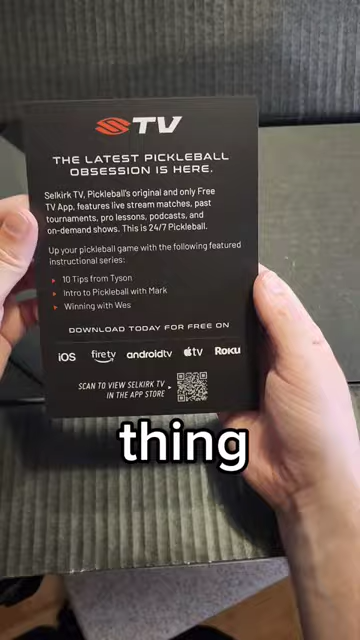 TV
THE LATEST PICKLEBALL
OBSESSION IS HERE.
Selkirk TV, Pickleball's original and only Free
TV App, features live stream matches, past
tournaments, pro lessons, podcasts, and
on-demand shows. This is 24/7 Pickleball.
Up your pickleball game with the following featured
instructional series:
10 Tips from Tyson
Intro to Pickleball with Mark
Winning with Wes
DOWNLOAD TODAY FOR FREE ON
iOS firetv androidtv tv Roku
SCAN TO VIEW SELKIRK TV
IN THE APP STORE
thing